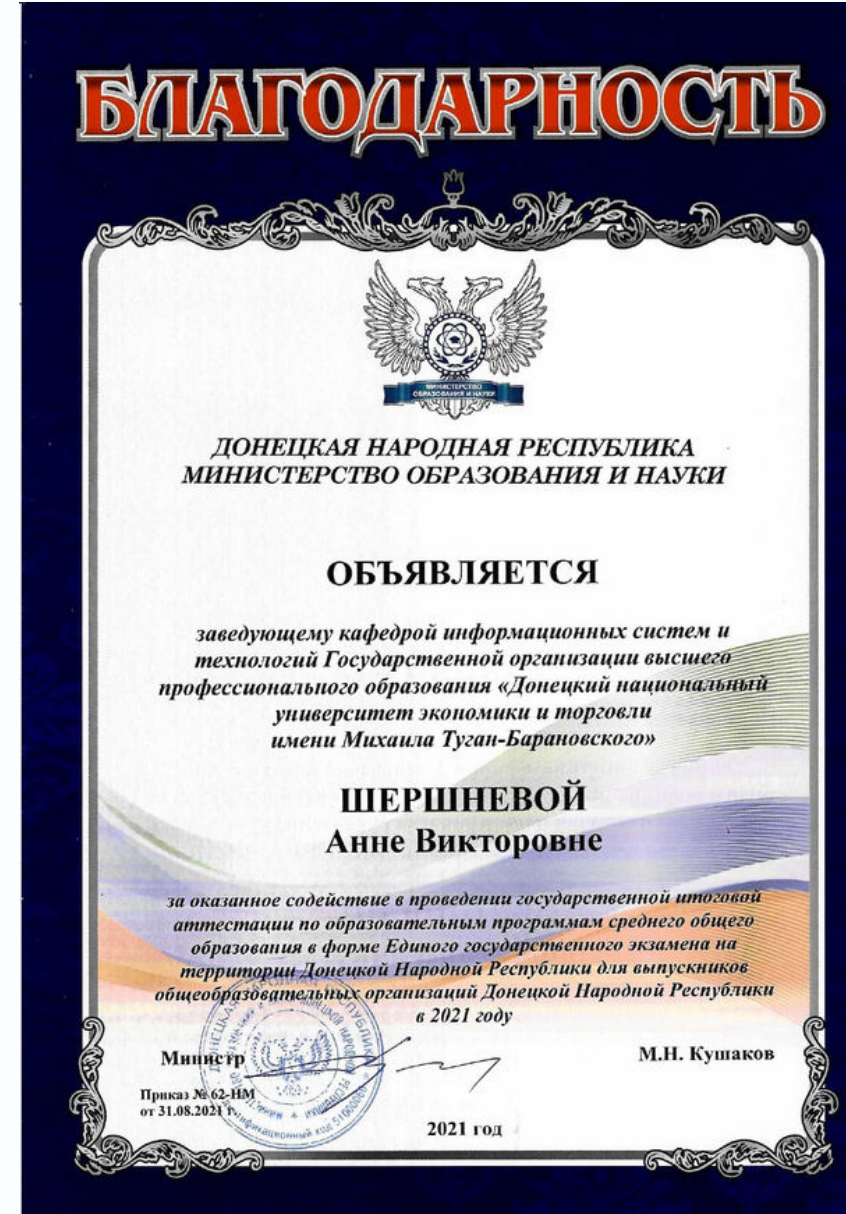 БЛАГОДАРНОСТЬ
МИНИСТЕРСТВО
ОБРАЗОВАНИЯ И НАУКИ
ДОНЕЦКАЯ НАРОДНАЯ РЕСПУБЛИКА
МИНИСТЕРСТВО ОБРАЗОВАНИЯ И НАУКИ
ОБЪЯВЛЯЕТСЯ
заведующему кафедрой информационных систем и
технологий Государственной организации высшего
профессионального образования «Донецкий национальный
университет экономики и торговли
имени Михаила Туган-Барановского»
ШЕРШНЕВОЙ
Анне Викторовне
за оказанное содействие в проведении государственной итоговой
аттестации по образовательным программам среднего общего
образования в форме Единого государственного экзамена на
территории Донецкой Народной Республики для выпускников
общеобразовательных организаций Донецкой Народной Республики
в 2021 году
Министр
М.Н. Кушаков
Приказ № 62-НМ
от 31.08.2021 г.
2021 год